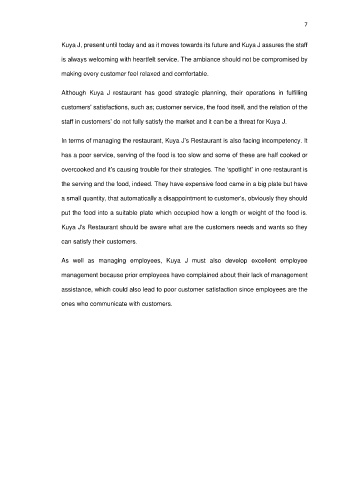 7
Kuya J, present until today and as it moves towards its future and Kuya J assures the staff
is always welcoming with heartfelt service. The ambiance should not be compromised by
making every customer feel relaxed and comfortable.
Although Kuya J restaurant has good strategic planning, their operations in fulfilling
customers' satisfactions, such as; customer service, the food itself, and the relation of the
staff in customers' do not fully satisfy the market and it can be a threat for Kuya J.
In terms of managing the restaurant, Kuya J's Restaurant is also facing incompetency. It
has a poor service, serving of the food is too slow and some of these are half cooked or
overcooked and it's causing trouble for their strategies. The 'spotlight' in one restaurant is
the serving and the food, indeed. They have expensive food came in a big plate but have
a small quantity, that automatically a disappointment to customer's, obviously they should
put the food into a suitable plate which occupied how a length or weight of the food is.
Kuya J's Restaurant should be aware what are the customers needs and wants so they
can satisfy their customers.
As well as managing employees, Kuya J must also develop excellent employee
management because prior employees have complained about their lack of management
assistance, which could also lead to poor customer satisfaction since employees are the
ones who communicate with customers.